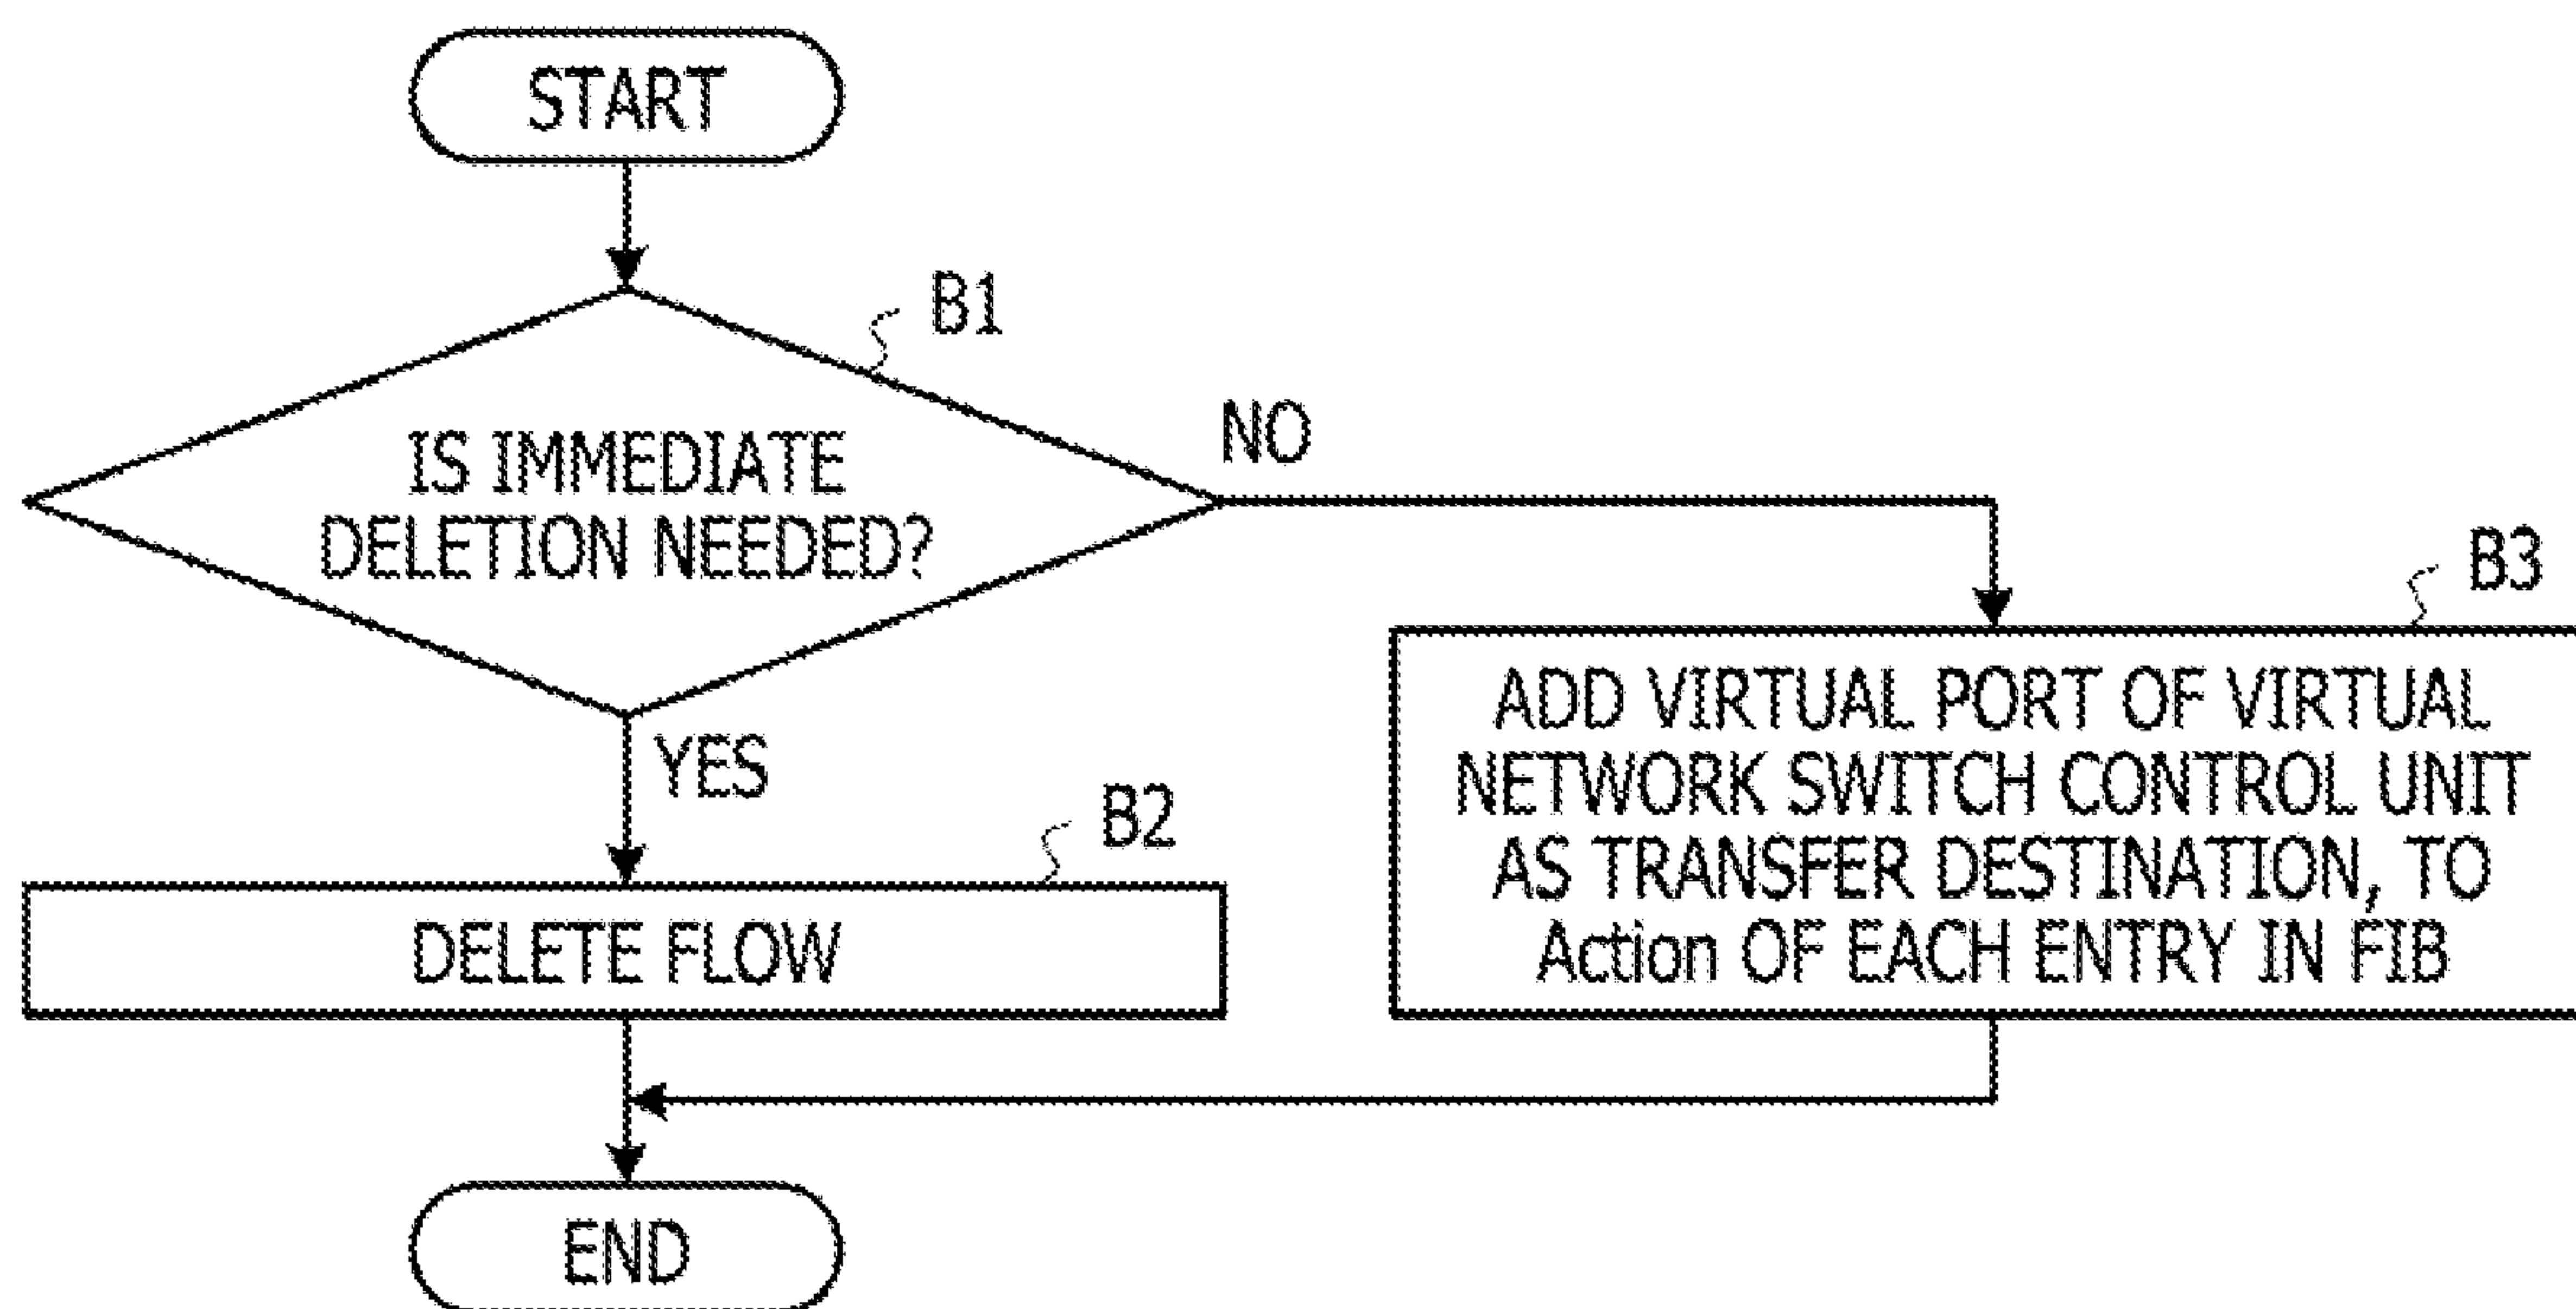 START
B1
IS IMMEDIATE
DELETION NEEDED?
NO
YES
B2
DELETE FLOW
B3
ADD VIRTUAL PORT OF VIRTUAL
NETWORK SWITCH CONTROL UNIT
AS TRANSFER DESTINATION, TO
Action OF EACH ENTRY IN FIB
END